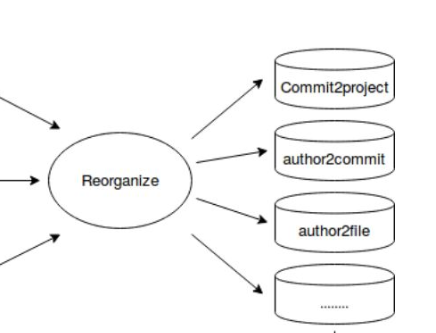 Commit2project
author2commit
Reorganize
author2file
........